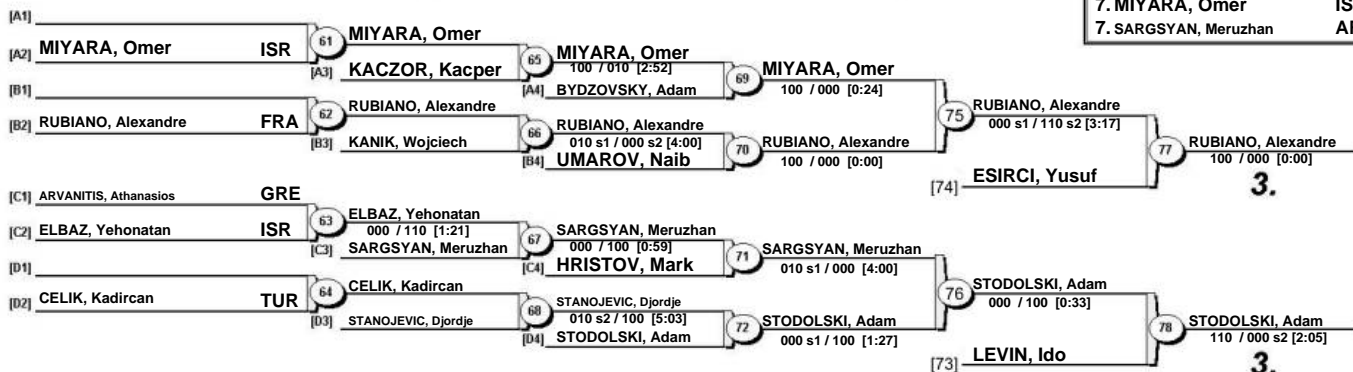 7. MIYARA, Omer IS
7. SARGSYAN, Meruzhan
[A1]
[A2] MIYARA, Omer ISR
61
MIYARA, Omer
[A3] KACZOR, Kacper
65
MIYARA, Omer
100 / 010 [2:52]
[A4] BYDZOVSKY, Adam
69
MIYARA, Omer
100 / 000 [0:24]
[B1]
[B2] RUBIANO, Alexandre FRA
62
RUBIANO, Alexandre
[B3] KANIK, Wojciech
66
RUBIANO, Alexandre
010 s1 / 000 s2 [4:00]
[B4] UMAROV, Naib
70
RUBIANO, Alexandre
100 / 000 [0:00]
75
RUBIANO, Alexandre
000 s1 / 110 s2 [3:17]
[74] ESIRCI, Yusuf
77
RUBIANO, Alexandre
100 / 000 [0:00]
3.
[C1] ARVANITIS, Athanasios GRE
[C2] ELBAZ, Yehonatan ISR
63
ELBAZ, Yehonatan
000 / 110 [1:21]
[C3] SARGSYAN, Meruzhan
67
SARGSYAN, Meruzhan
000 / 100 [0:59]
[C4] HRISTOV, Mark
71
SARGSYAN, Meruzhan
010 s1 / 000 [4:00]
[D1]
[D2] CELIK, Kadircan TUR
64
CELIK, Kadircan
[D3] STANOJEVIC, Djordje
68
STANOJEVIC, Djordje
010 s2 / 100 [5:03]
[D4] STODOLSKI, Adam
72
STODOLSKI, Adam
000 s1 / 100 [1:27]
76
STODOLSKI, Adam
000 / 100 [0:33]
[73] LEVIN, Ido
78
STODOLSKI, Adam
110 / 000 s2 [2:05]
3.